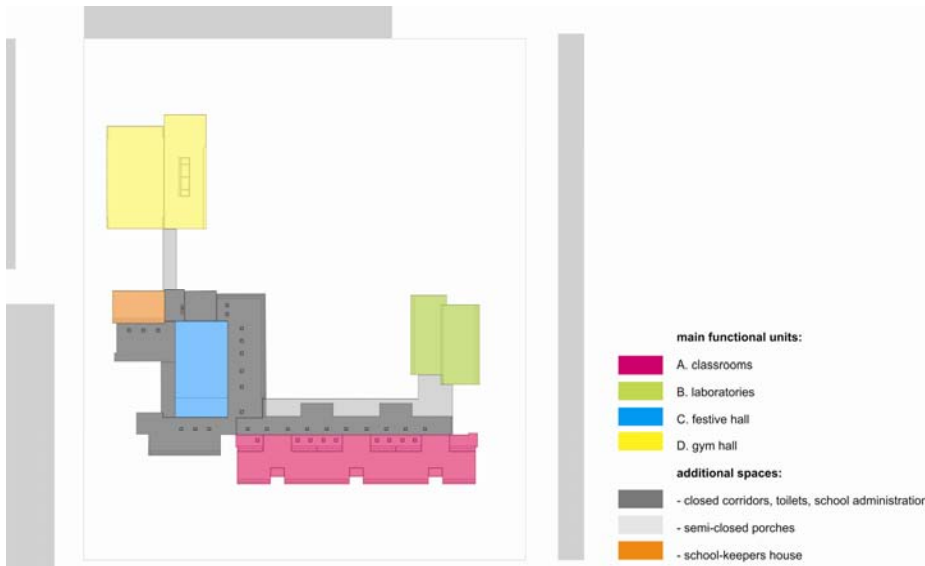 main functional units:
A. classrooms
B. laboratories
C. festive hall
D. gym hall
additional spaces:
- closed corridors, toilets, school administration
- semi-closed porches
- school-keepers house